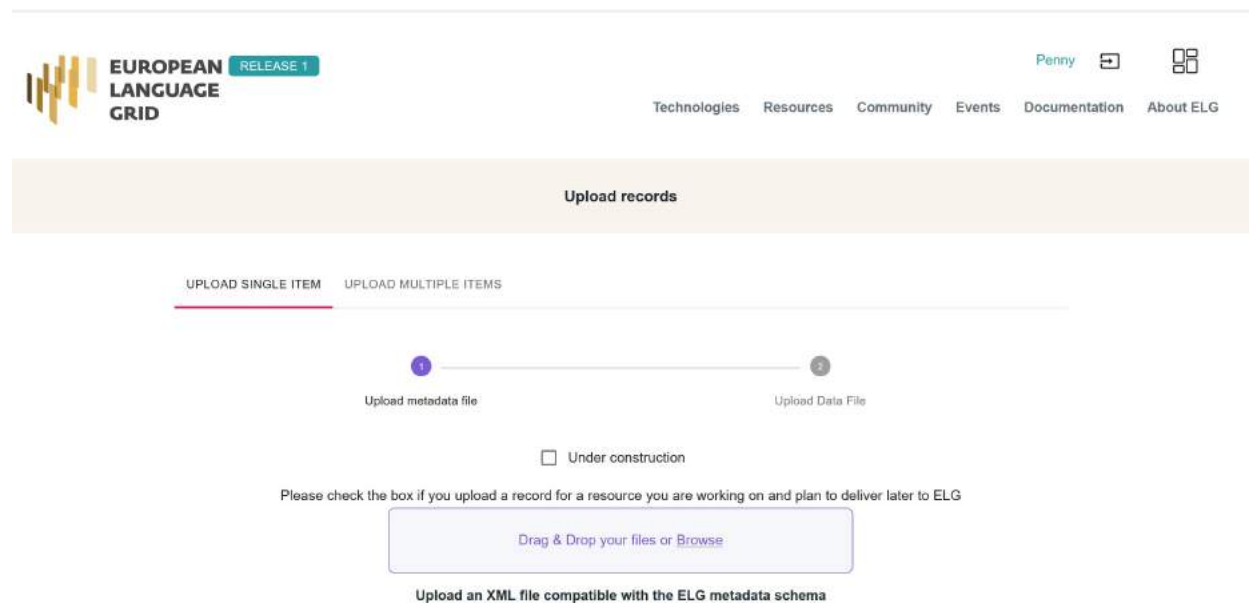 EUROPEAN RELEASE 1
LANGUAGE
GRID
Penny
Technologies Resources Community Events Documentation About ELG
Upload records
UPLOAD SINGLE ITEM UPLOAD MULTIPLE ITEMS
1 2
Upload metadata file Upload Data File
Under construction
Please check the box if you upload a record for a resource you are working on and plan to deliver later to ELG
Drag & Drop your files or Browse
Upload an XML file compatible with the ELG metadata schema